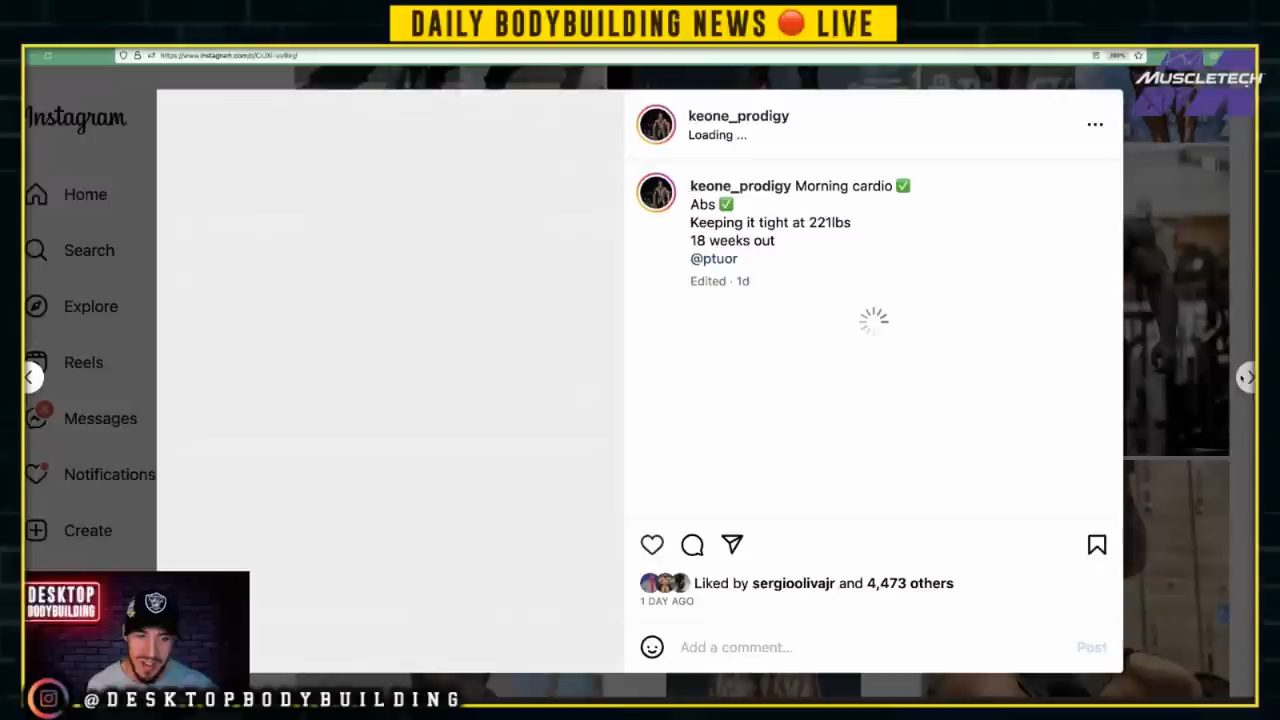 DAILY BODYBUILDING NEWS 🔴 LIVE
MUSCLETECH
Instagram
Home
Search
Explore
Reels
Messages
Notifications
Create
keone_prodigy
Loading ...
keone_prodigy Morning cardio ✅
Abs ✅
Keeping it tight at 221lbs
18 weeks out
@ptuor
Edited · 1d
Liked by sergioolivajr and 4,473 others
1 DAY AGO
Add a comment...
Post
DESKTOP
BODYBUILDING
@DESKTOPBODYBUILDING